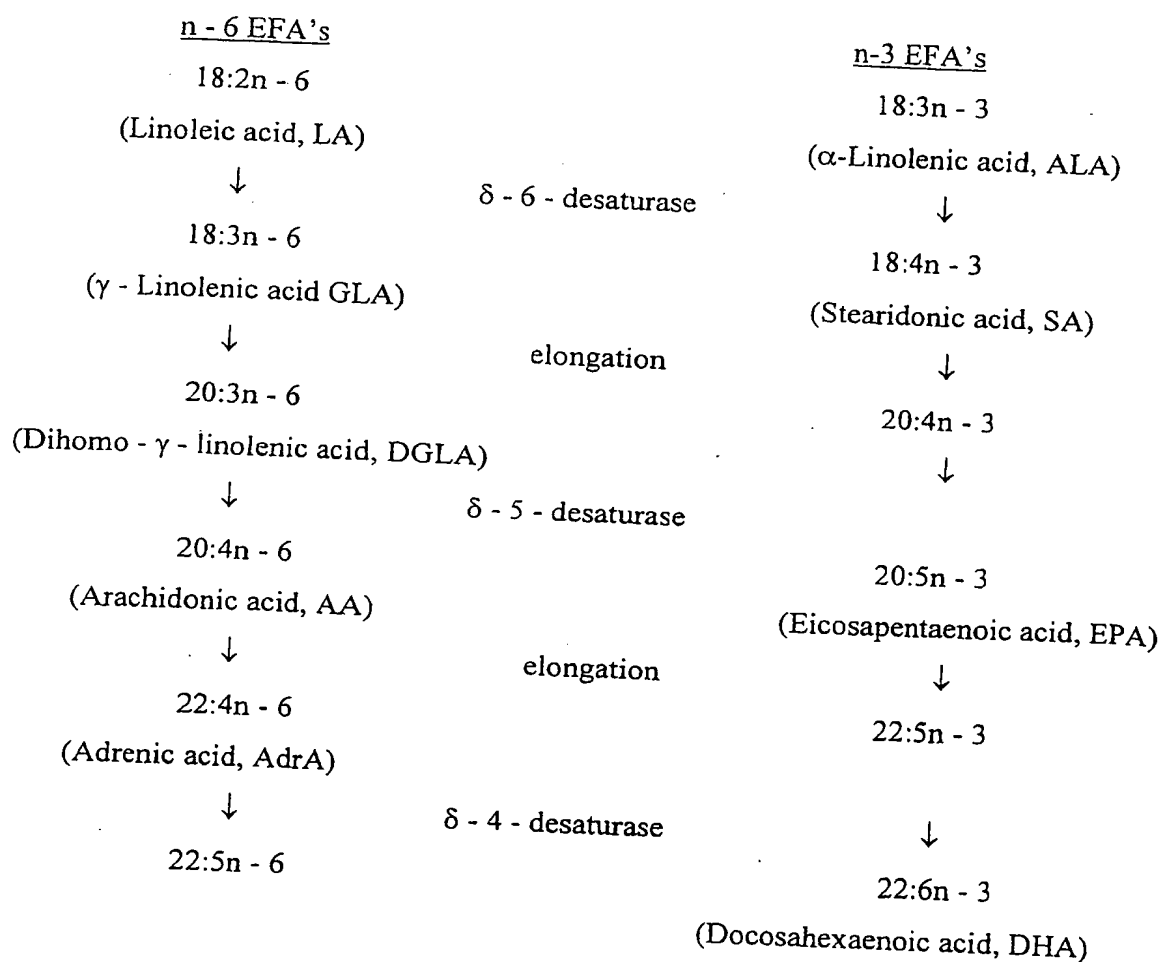 n - 6 EFA's
18:2n - 6
(Linoleic acid, LA)
↓
18:3n - 6
(γ - Linolenic acid GLA)
↓
20:3n - 6
(Dihomo - γ - linolenic acid, DGLA)
↓
20:4n - 6
(Arachidonic acid, AA)
↓
22:4n - 6
(Adrenic acid, AdrA)
↓
22:5n - 6
δ - 6 - desaturase
elongation
δ - 5 - desaturase
elongation
δ - 4 - desaturase
n-3 EFA's
18:3n - 3
(α-Linolenic acid, ALA)
↓
18:4n - 3
(Stearidonic acid, SA)
↓
20:4n - 3
↓
20:5n - 3
(Eicosapentaenoic acid, EPA)
↓
22:5n - 3
↓
22:6n - 3
(Docosahexaenoic acid, DHA)